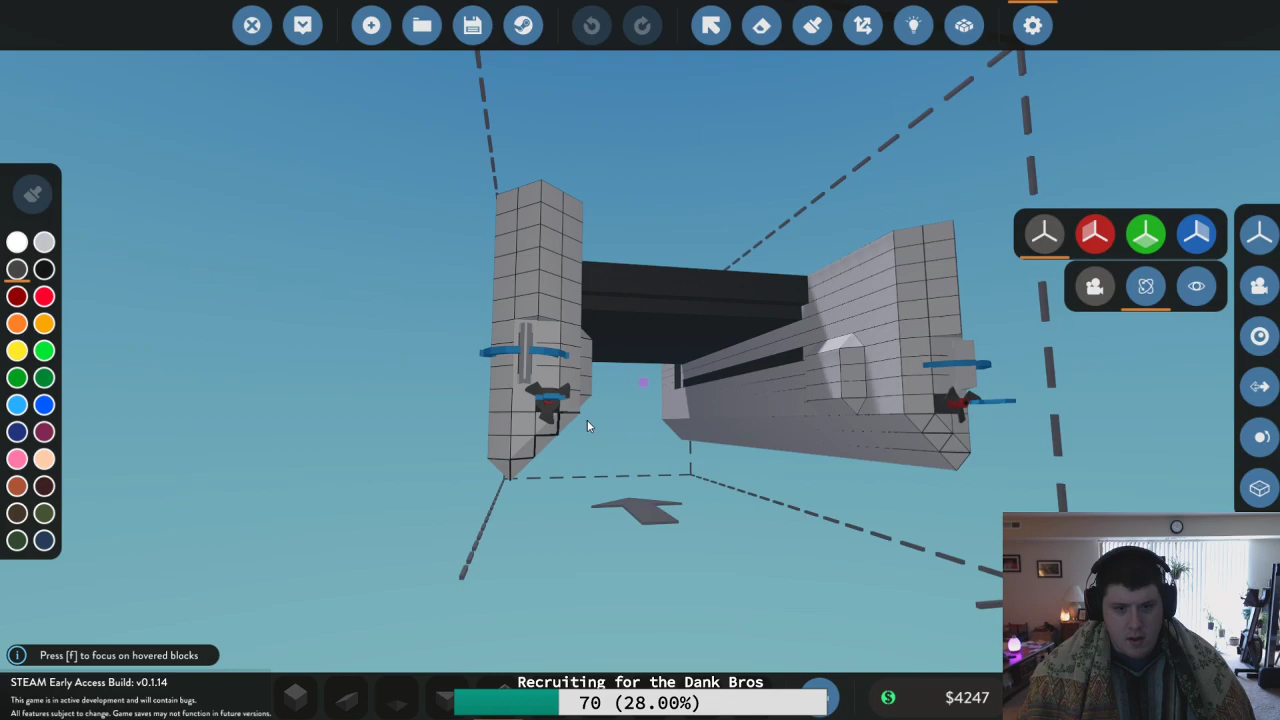 Press [f] to focus on hovered blocks
STEAM Early Access Build: v0.1.14
This game is in active development and will contain bugs.
All features subject to change. Game saves may not function in future versions.
Recruiting for the Dank Bros
70 (28.00%)
$
$4247